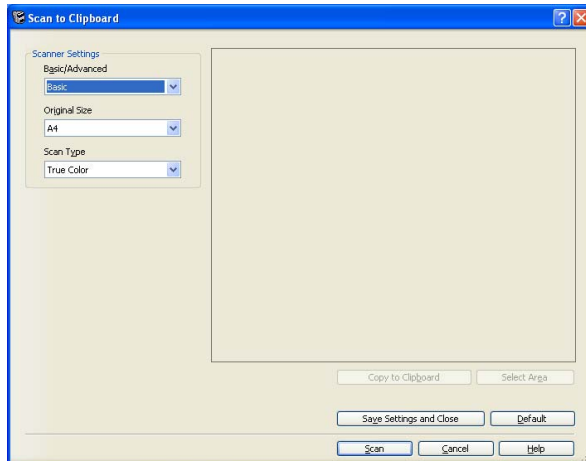 Scan to Clipboard
Scanner Settings
Basic/Advanced
Basic
Original Size
A4
Scan Type
True Color
Copy to Clipboard
Select Area
Save Settings and Close
Default
Scan
Cancel
Help